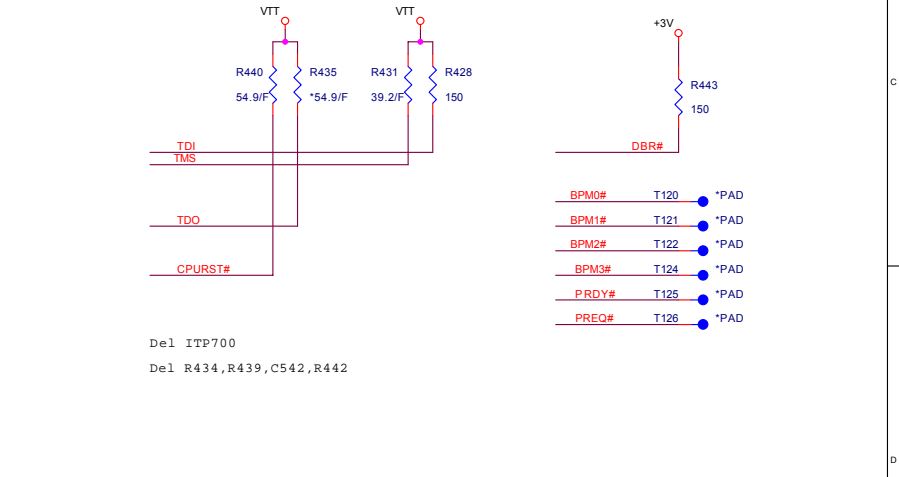 VTT
VTT
+3V
R440
R435
R431
R428
54.9/F
*54.9/F
39.2/F
150
R443
150
C
TDI
TMS
DBR#
TDO
CPURST#
BPM0# T120 *PAD
BPM1# T121 *PAD
BPM2# T122 *PAD
BPM3# T124 *PAD
PRDY# T125 *PAD
PREQ# T126 *PAD
Del ITP700
Del R434,R439,C542,R442
D